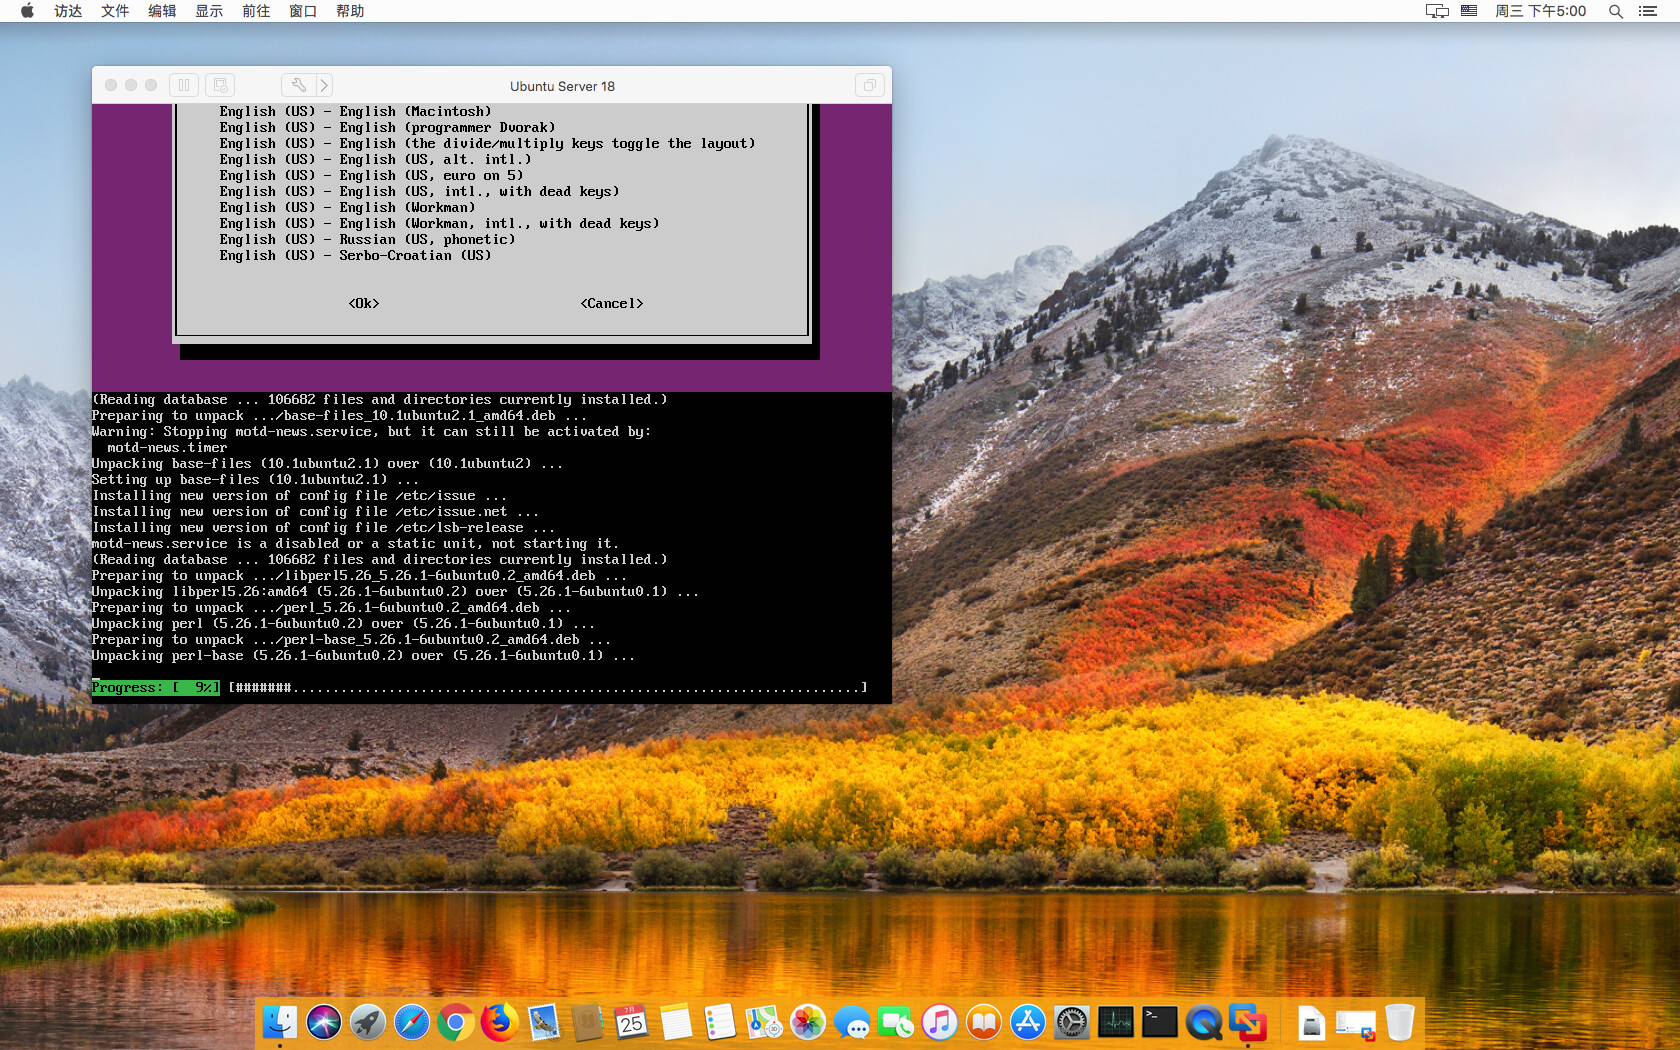 访达 文件 编辑 显示 前往 窗口 帮助 周三 下午5:00
Ubuntu Server 18
English (US) - English (Macintosh)
English (US) - English (programmer Dvorak)
English (US) - English (the divide/multiply keys toggle the layout)
English (US) - English (US, alt. intl.)
English (US) - English (US, euro on 5)
English (US) - English (US, intl., with dead keys)
English (US) - English (Workman)
English (US) - English (Workman, intl., with dead keys)
English (US) - Russian (US, phonetic)
English (US) - Serbo-Croatian (US)
<Ok> <Cancel>
(Reading database ... 106682 files and directories currently installed.)
Preparing to unpack .../base-files_10.1ubuntu2.1_amd64.deb ...
Warning: Stopping motd-news.service, but it can still be activated by:
motd-news.timer
Unpacking base-files (10.1ubuntu2.1) over (10.1ubuntu2) ...
Setting up base-files (10.1ubuntu2.1) ...
Installing new version of config file /etc/issue ...
Installing new version of config file /etc/issue.net ...
Installing new version of config file /etc/lsb-release ...
motd-news.service is a disabled or a static unit, not starting it.
(Reading database ... 106682 files and directories currently installed.)
Preparing to unpack .../libperl5.26_5.26.1-6ubuntu0.2_amd64.deb ...
Unpacking libperl5.26:amd64 (5.26.1-6ubuntu0.2) over (5.26.1-6ubuntu0.1) ...
Preparing to unpack .../perl_5.26.1-6ubuntu0.2_amd64.deb ...
Unpacking perl (5.26.1-6ubuntu0.2) over (5.26.1-6ubuntu0.1) ...
Preparing to unpack .../perl-base_5.26.1-6ubuntu0.2_amd64.deb ...
Unpacking perl-base (5.26.1-6ubuntu0.2) over (5.26.1-6ubuntu0.1) ...
Progress: [  9%] [#######.......................................................................]
7月
25